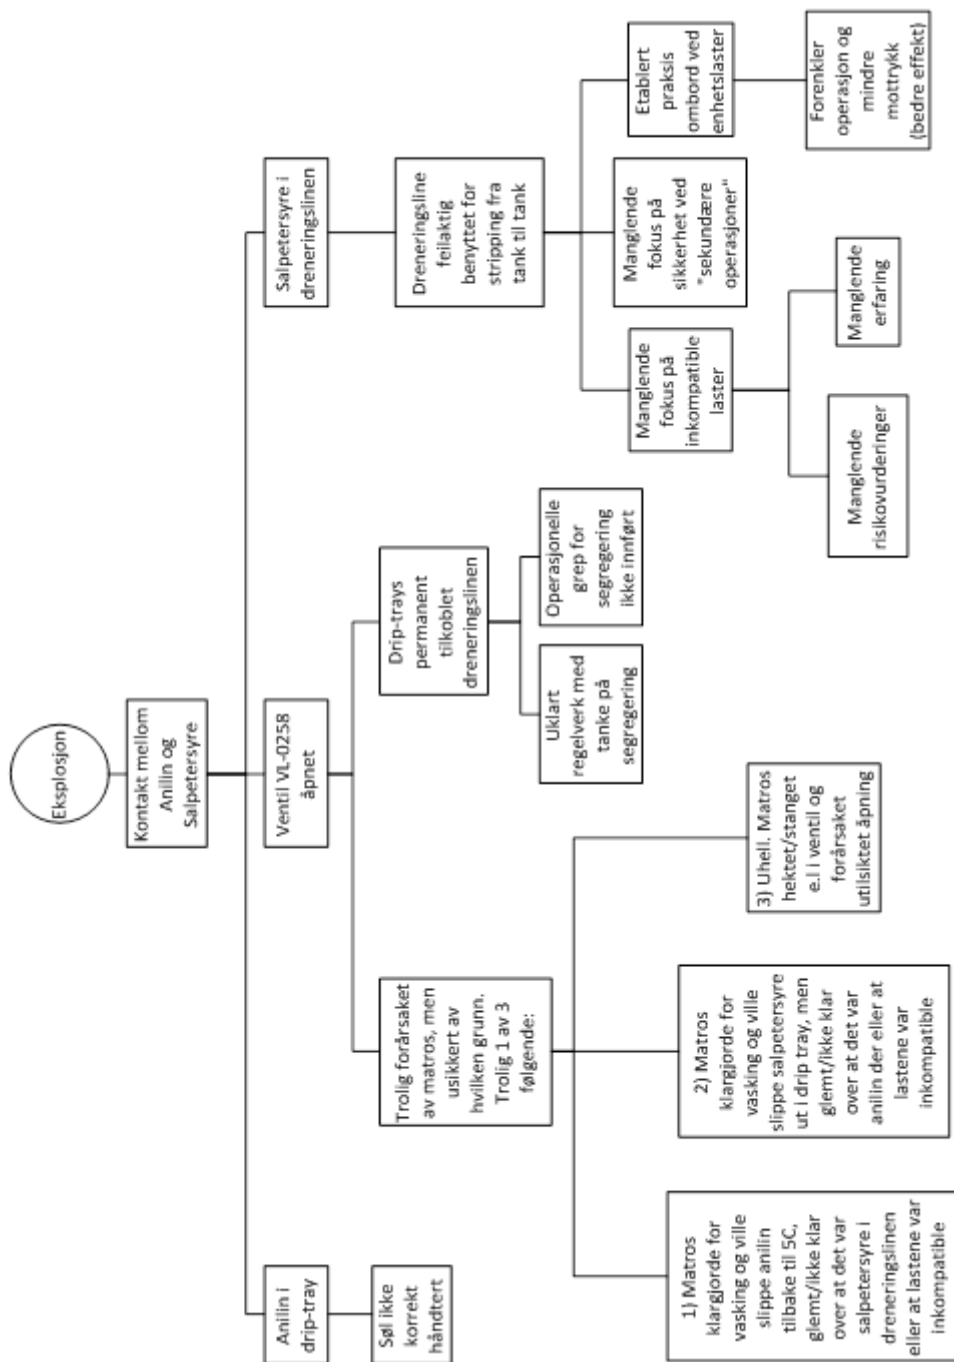 Eksplosjon
Kontakt mellom
Anilin og
Salpetersyre
Anilin i
drip-tray
Ventil VL-0258
åpnet
Salpetersyre i
dreneringslinen
Søl ikke
korrekt
håndtert
Trolig forårsaket
av matros, men
usikkert av
hvilken grunn.
Trolig 1 av 3
følgende:
Drip-trays
permanent
tilkoblet
dreneringslinen
Dreneringsline
feilaktig
benyttet for
stripping fra
tank til tank
Uklart
regelverk med
tanke på
segregering
Operasjonelle
grep for
segregering
ikke innført
Manglende
fokus på
inkompatible
laster
Manglende
fokus på
sikkerhet ved
"sekundære
operasjoner"
Etablert
praksis
ombord ved
enhetslaster
1) Matros
klargjorde for
vasking og ville
slippe anilin
tilbake til 5C,
glemt/ikke klar
over at det var
salpetersyre i
dreneringslinen
eller at lastene var
inkompatible
2) Matros
klargjorde for
vasking og ville
slippe salpetersyre
ut i drip tray, men
glemt/ikke klar
over at det var
anilin der eller at
lastene var
inkompatible
3) Uhell. Matros
hektet/stanget
e.l i ventil og
forårsaket
utilsiktet åpning
Manglende
risikovurderinger
Manglende
erfaring
Forenkler
operasjon og
mindre
mottrykk
(bedre effekt)